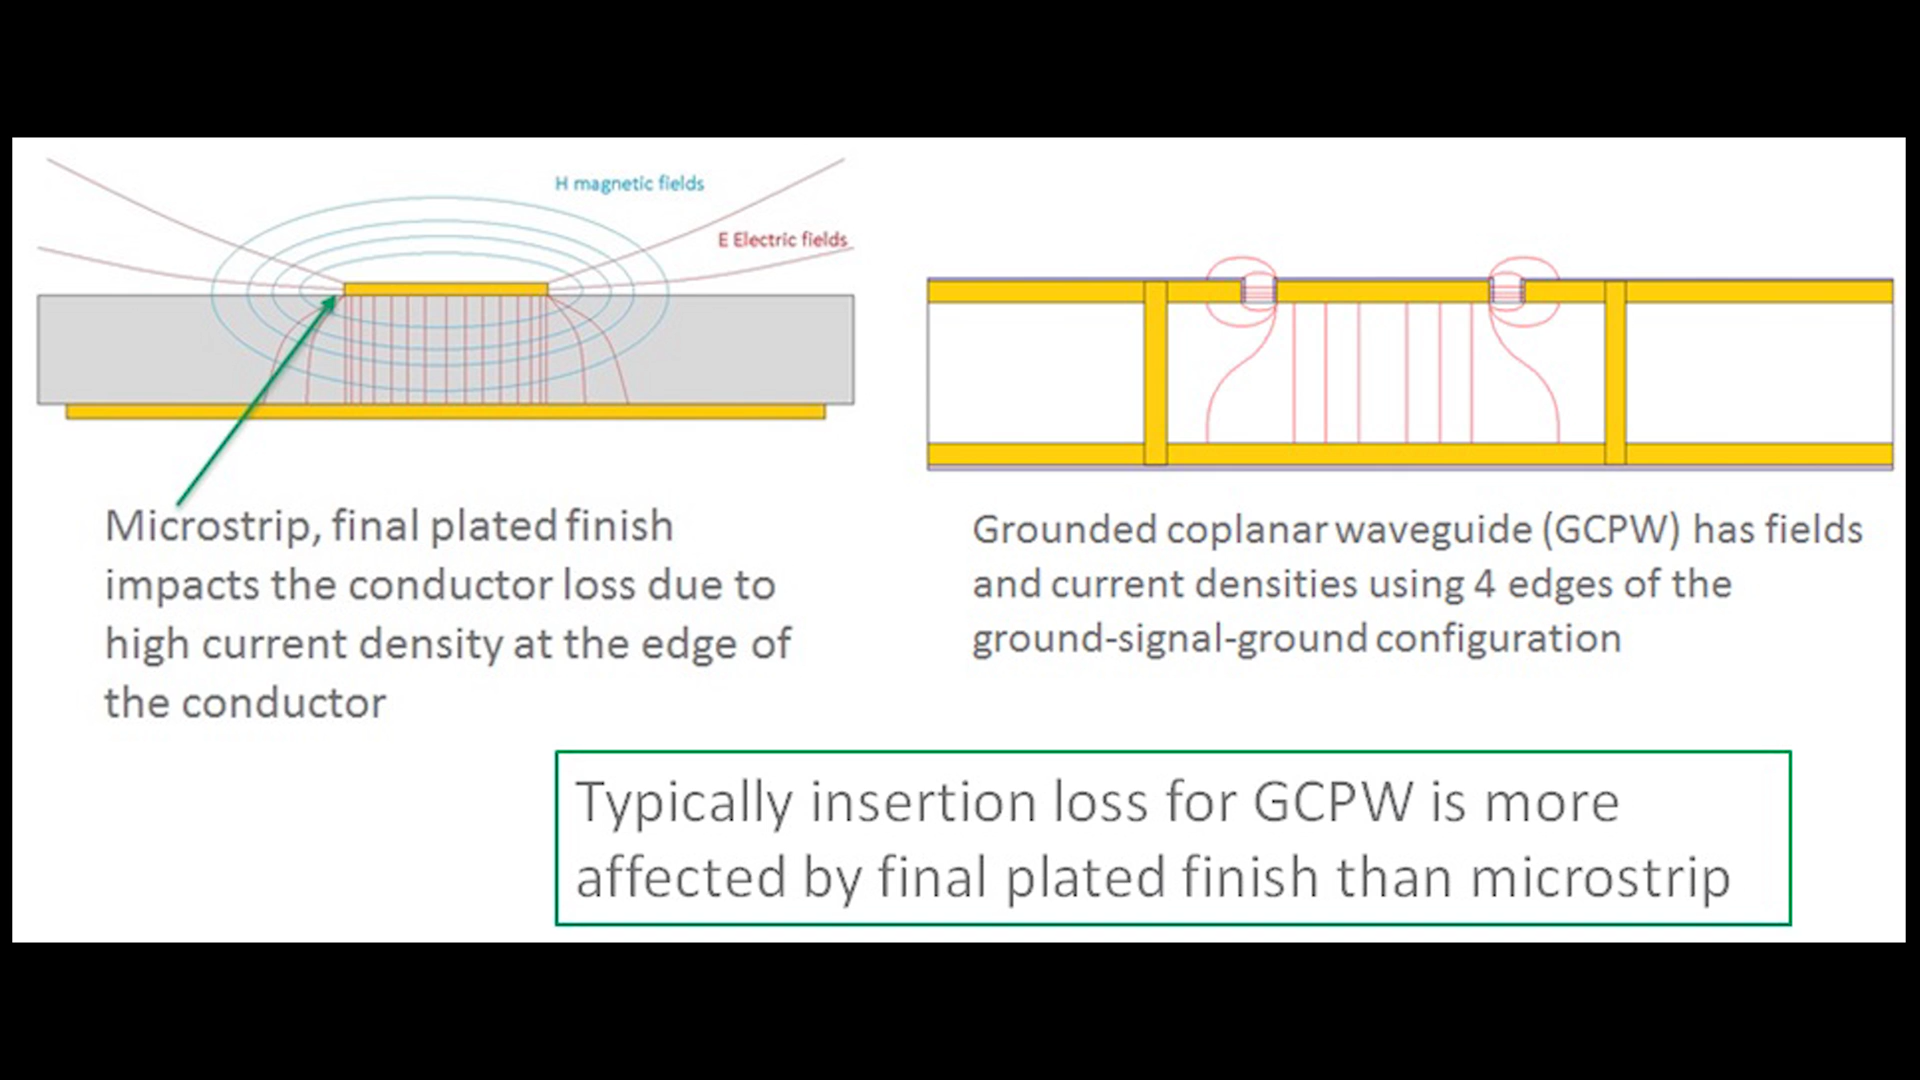 H magnetic fields
E Electric fields
Microstrip, final plated finish
impacts the conductor loss due to
high current density at the edge of
the conductor
Grounded coplanar waveguide (GCPW) has fields
and current densities using 4 edges of the
ground-signal-ground configuration
Typically insertion loss for GCPW is more
affected by final plated finish than microstrip